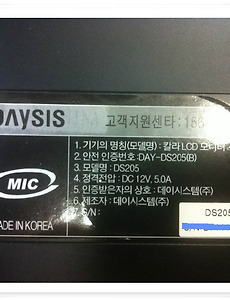 DAYSIS
고객지원센타 : 158
1. 기기의 명칭(모델명) : 칼라 LCD 모니터
2. 안전 인증번호 : DAY-DS205(B)
3. 모델명 : DS205
4. 정격전압 : DC 12V, 5.0A
5. 인증받은자의 상호 : 데이시스템(주)
6. 제조자 : 데이시스템(주)
7. S/N :
MIC
MADE IN KOREA
DS205